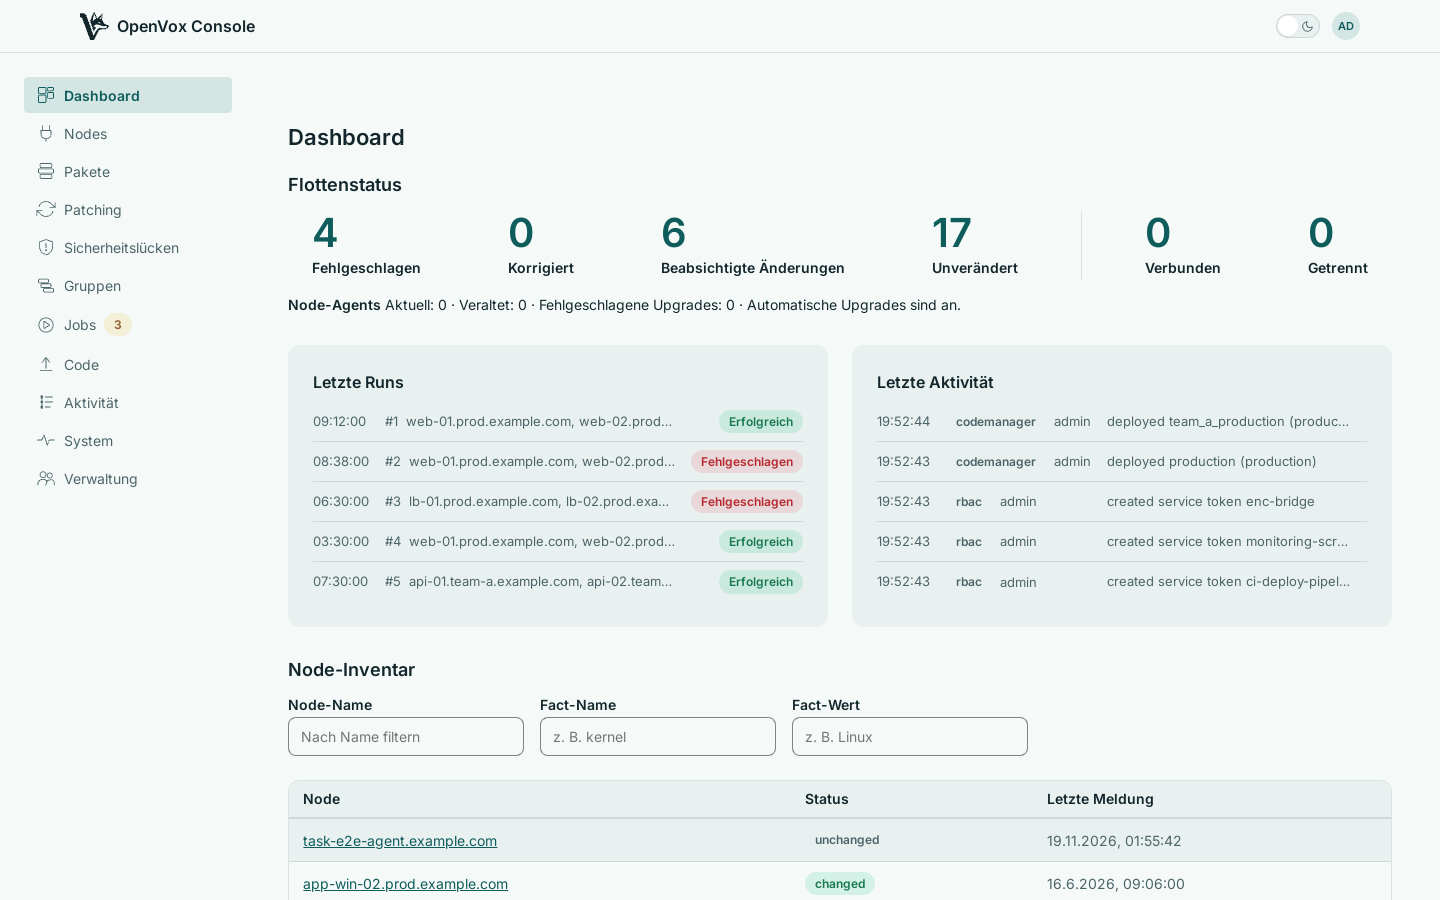 OpenVox Console
AD
Dashboard
Nodes
Pakete
Patching
Sicherheitslücken
Gruppen
Jobs 3
Code
Aktivität
System
Verwaltung
Dashboard
Flottenstatus
4 Fehlgeschlagen
0 Korrigiert
6 Beabsichtigte Änderungen
17 Unverändert
0 Verbunden
0 Getrennt
Node-Agents Aktuell: 0 · Veraltet: 0 · Fehlgeschlagene Upgrades: 0 · Automatische Upgrades sind an.
Letzte Runs
09:12:00 #1 web-01.prod.example.com, web-02.prod... Erfolgreich
08:38:00 #2 web-01.prod.example.com, web-02.prod... Fehlgeschlagen
06:30:00 #3 lb-01.prod.example.com, lb-02.prod.exa... Fehlgeschlagen
03:30:00 #4 web-01.prod.example.com, web-02.prod... Erfolgreich
07:30:00 #5 api-01.team-a.example.com, api-02.team... Erfolgreich
Letzte Aktivität
19:52:44 codemanager admin deployed team_a_production (produc...
19:52:43 codemanager admin deployed production (production)
19:52:43 rbac admin created service token enc-bridge
19:52:43 rbac admin created service token monitoring-scr...
19:52:43 rbac admin created service token ci-deploy-pipel...
Node-Inventar
Node-Name Fact-Name Fact-Wert
Nach Name filtern z. B. kernel z. B. Linux
Node Status Letzte Meldung
task-e2e-agent.example.com unchanged 19.11.2026, 01:55:42
app-win-02.prod.example.com changed 16.6.2026, 09:06:00